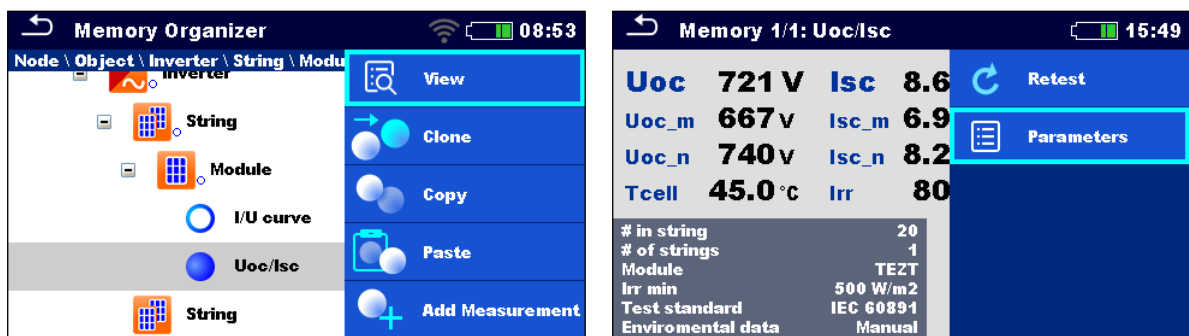 Memory Organizer
08:53
Node \ Object \ Inverter \ String \ Modu
Inverter
String
Module
I/U curve
Uoc/Isc
String
View
Clone
Copy
Paste
Add Measurement
Memory 1/1: Uoc/Isc
15:49
Uoc 721 V Isc 8.6
Uoc_m 667 V Isc_m 6.9
Uoc_n 740 V Isc_n 8.2
Tcell 45.0 °C Irr 80
# in string 20
# of strings 1
Module TEZT
Irr min 500 W/m2
Test standard IEC 60891
Enviromental data Manual
Retest
Parameters